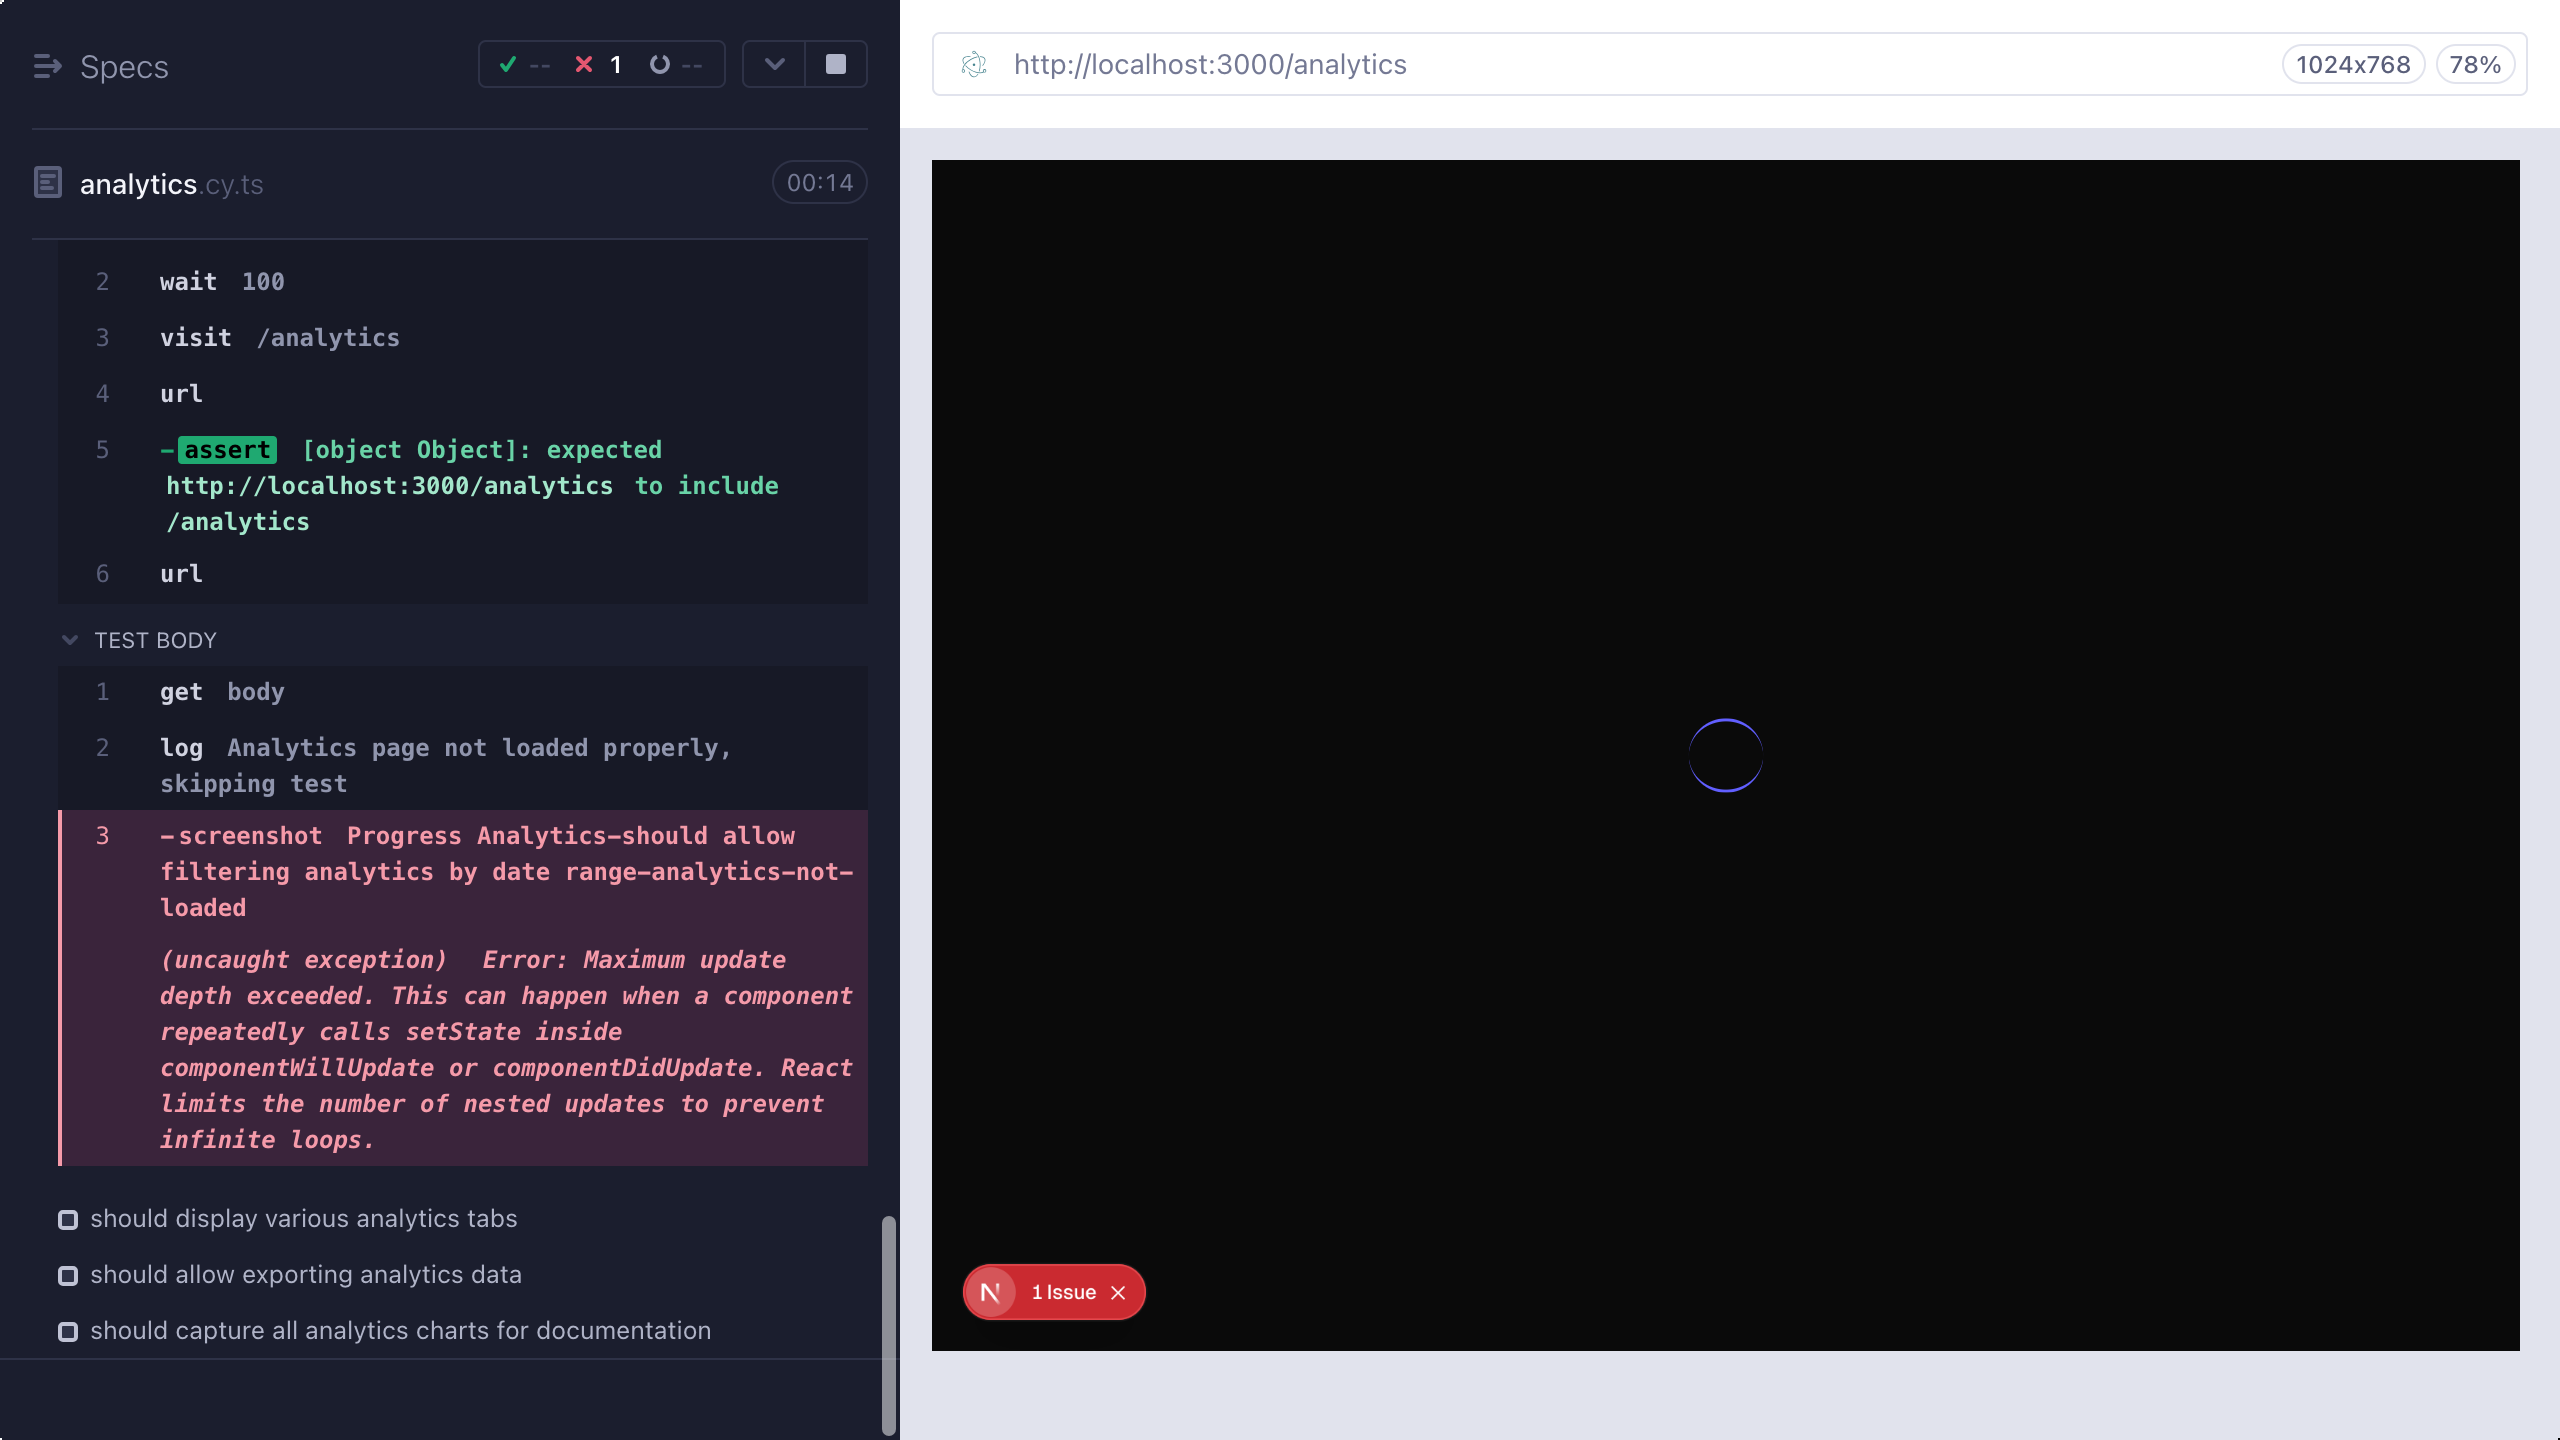 Specs
-- 1 --
analytics.cy.ts
00:14
2 wait 100
3 visit /analytics
4 url
5 -assert [object Object]: expected
http://localhost:3000/analytics to include
/analytics
6 url
TEST BODY
1 get body
2 log Analytics page not loaded properly,
skipping test
3 -screenshot Progress Analytics-should allow
filtering analytics by date range-analytics-not-
loaded
(uncaught exception) Error: Maximum update
depth exceeded. This can happen when a component
repeatedly calls setState inside
componentWillUpdate or componentDidUpdate. React
limits the number of nested updates to prevent
infinite loops.
should display various analytics tabs
should allow exporting analytics data
should capture all analytics charts for documentation
http://localhost:3000/analytics
1024x768
78%
N 1 Issue